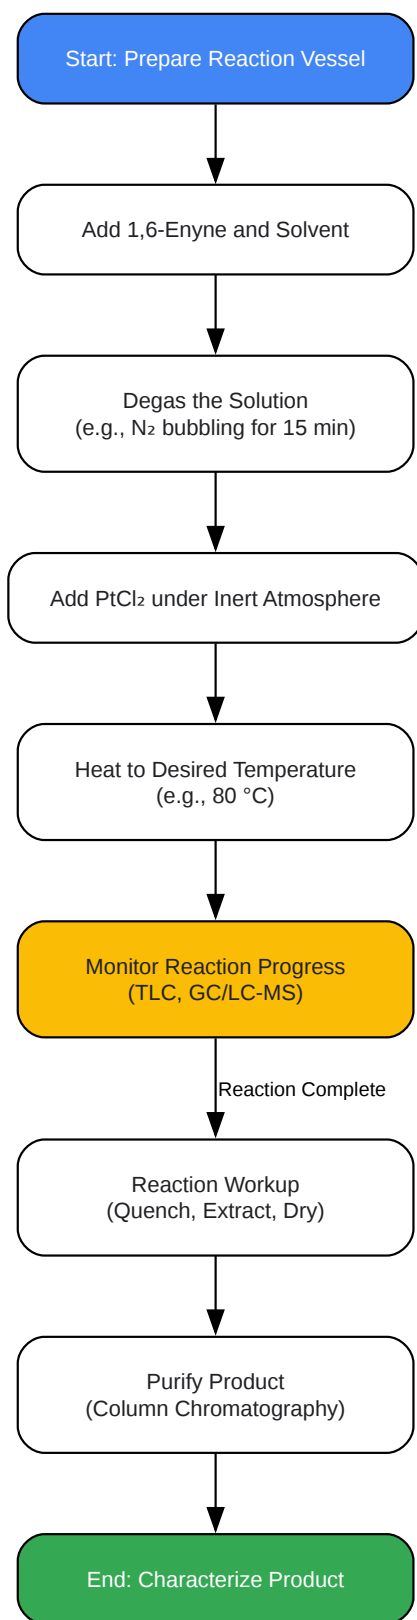 Start: Prepare Reaction Vessel
Add 1,6-Enyne and Solvent
Degas the Solution
(e.g., N₂ bubbling for 15 min)
Add PtCl₂ under Inert Atmosphere
Heat to Desired Temperature
(e.g., 80 °C)
Monitor Reaction Progress
(TLC, GC/LC-MS)
Reaction Complete
Reaction Workup
(Quench, Extract, Dry)
Purify Product
(Column Chromatography)
End: Characterize Product